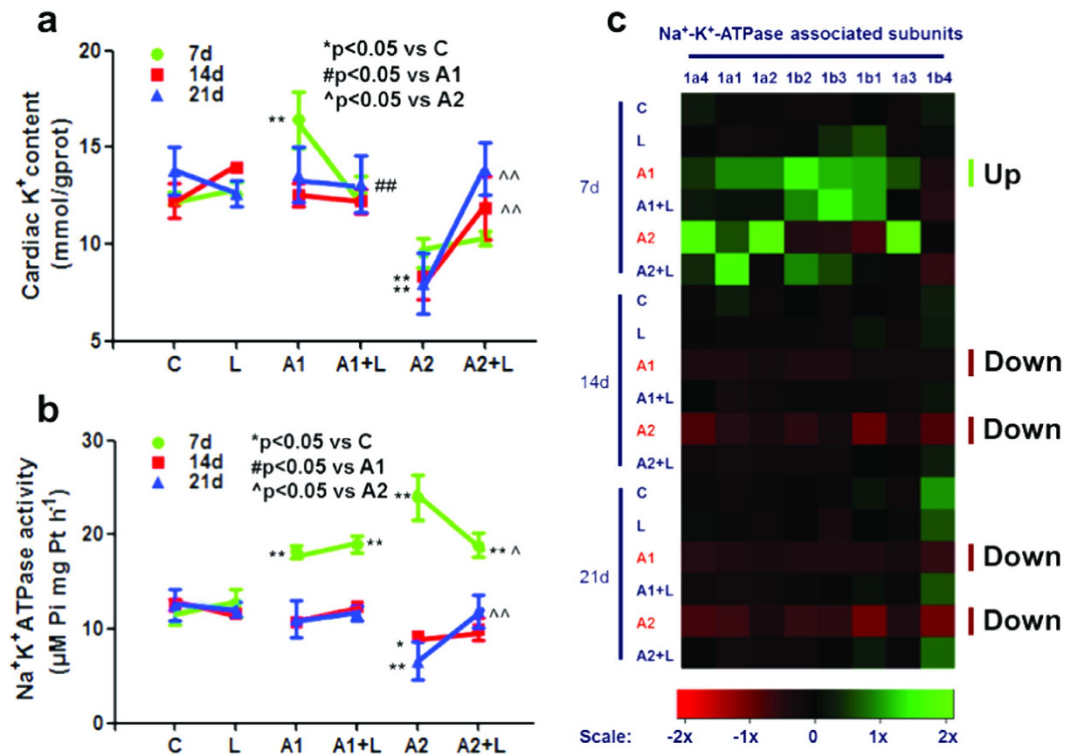 a
Cardiac K⁺content
(mmol/gprot)
20
15
10
5
7d
14d
21d
*p<0.05 vs C
#p<0.05 vs A1
^p<0.05 vs A2
**
##
**
**
^^
^^
C L A1 A1+L A2 A2+L
b
Na⁺K⁺ATPase activity
(µM Pi mg Pt h⁻¹)
30
20
10
0
7d
14d
21d
*p<0.05 vs C
#p<0.05 vs A1
^p<0.05 vs A2
**
**
**
** ^
*
**
^^
C L A1 A1+L A2 A2+L
c
Na⁺-K⁺-ATPase associated subunits
1a4 1a1 1a2 1b2 1b3 1b1 1a3 1b4
7d
C
L
A1
A1+L
A2
A2+L
Up
14d
C
L
A1
A1+L
A2
A2+L
Down
Down
21d
C
L
A1
A1+L
A2
A2+L
Down
Down
Scale: -2x -1x 0 1x 2x